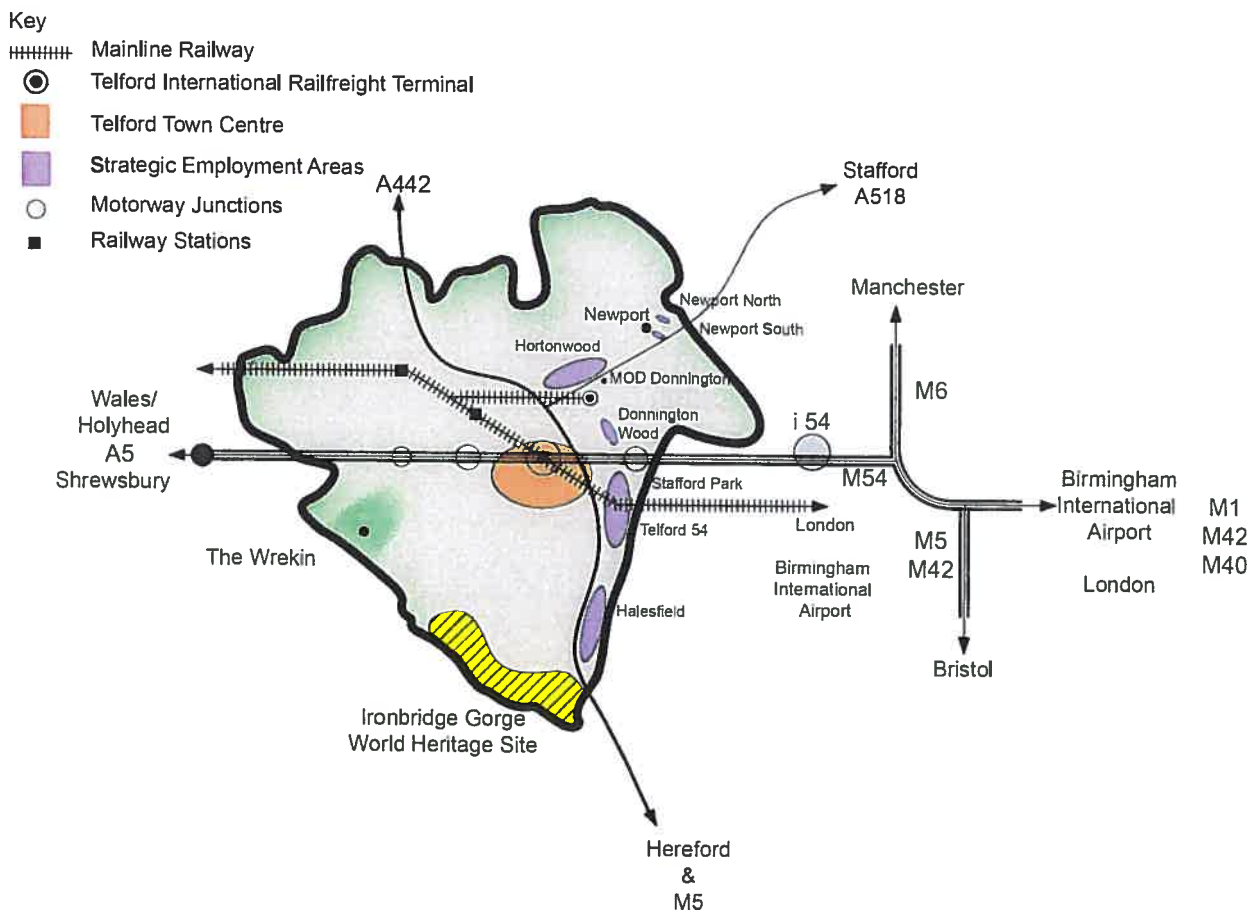 Key
Mainline Railway
Telford International Railfreight Terminal
Telford Town Centre
Strategic Employment Areas
Motorway Junctions
Railway Stations
A442
Stafford
A518
Manchester
M6
Newport North
Newport
Newport South
Hortonwood
MOD Donnington
Donnington
Wood
i 54
M54
Wales/
Holyhead
A5
Shrewsbury
Stafford Park
Telford 54
London
Birmingham
International
Airport
M5
M42
Birmingham
International
Airport
London
M1
M42
M40
The Wrekin
Halesfield
Bristol
Ironbridge Gorge
World Heritage Site
Hereford
&
M5